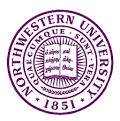 NORTHWESTERN UNIVERSITY
QUAECUMQUE · SUNT · VERA
· 1851 ·